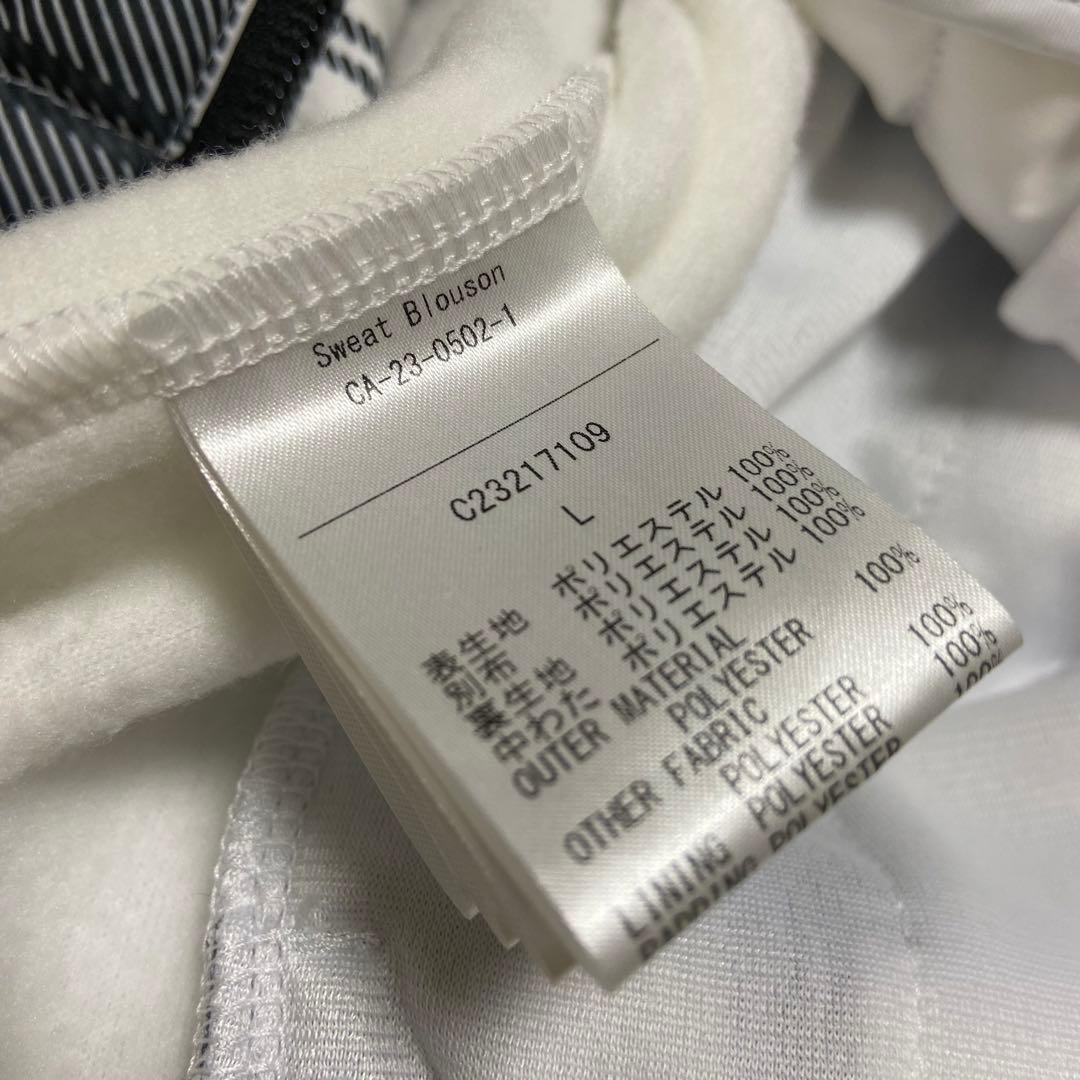 Sweat Blouson
CA-23-0502-1
C23217109
L
表生地 ポリエステル 100%
別布 ポリエステル 100%
裏生地 ポリエステル 100%
中わた ポリエステル 100%
OUTER MATERIAL
POLYESTER 100%
OTHER FABRIC
POLYESTER 100%
LINING POLYESTER 100%
PADDING POLYESTER 100%